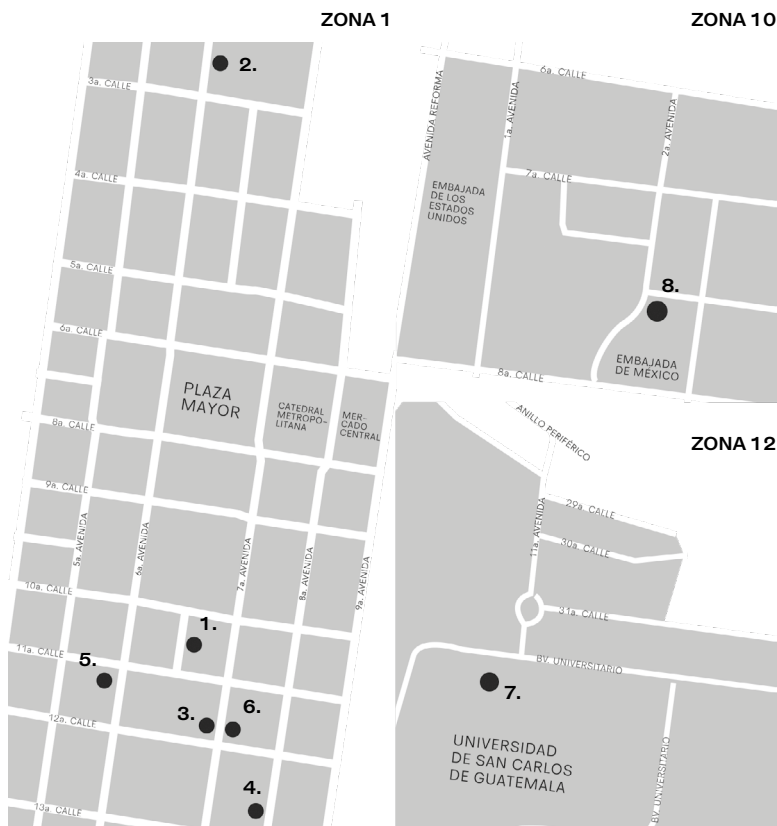 ZONA 1
2.
3a. CALLE
4a. CALLE
5a. CALLE
6a. CALLE
PLAZA
MAYOR
CATEDRAL
METROPO-
LITANA
MER-
CADO
CENTRAL
8a. CALLE
9a. CALLE
5a. AVENIDA
6a. AVENIDA
7a. AVENIDA
8a. AVENIDA
9a. AVENIDA
10a. CALLE
1.
11a. CALLE
5.
3.
6.
12a. CALLE
4.
13a. CALLE
ZONA 10
6a. CALLE
AVENIDA REFORMA
1a. AVENIDA
2a. AVENIDA
7a. CALLE
EMBAJADA
DE LOS
ESTADOS
UNIDOS
8.
EMBAJADA
DE MÉXICO
8a. CALLE
ZONA 12
ANILLO PERIFÉRICO
11a. AVENIDA
29a. CALLE
30a. CALLE
31a. CALLE
BV. UNIVERSITARIO
7.
UNIVERSIDAD
DE SAN CARLOS
DE GUATEMALA
BV. UNIVERSITARIO